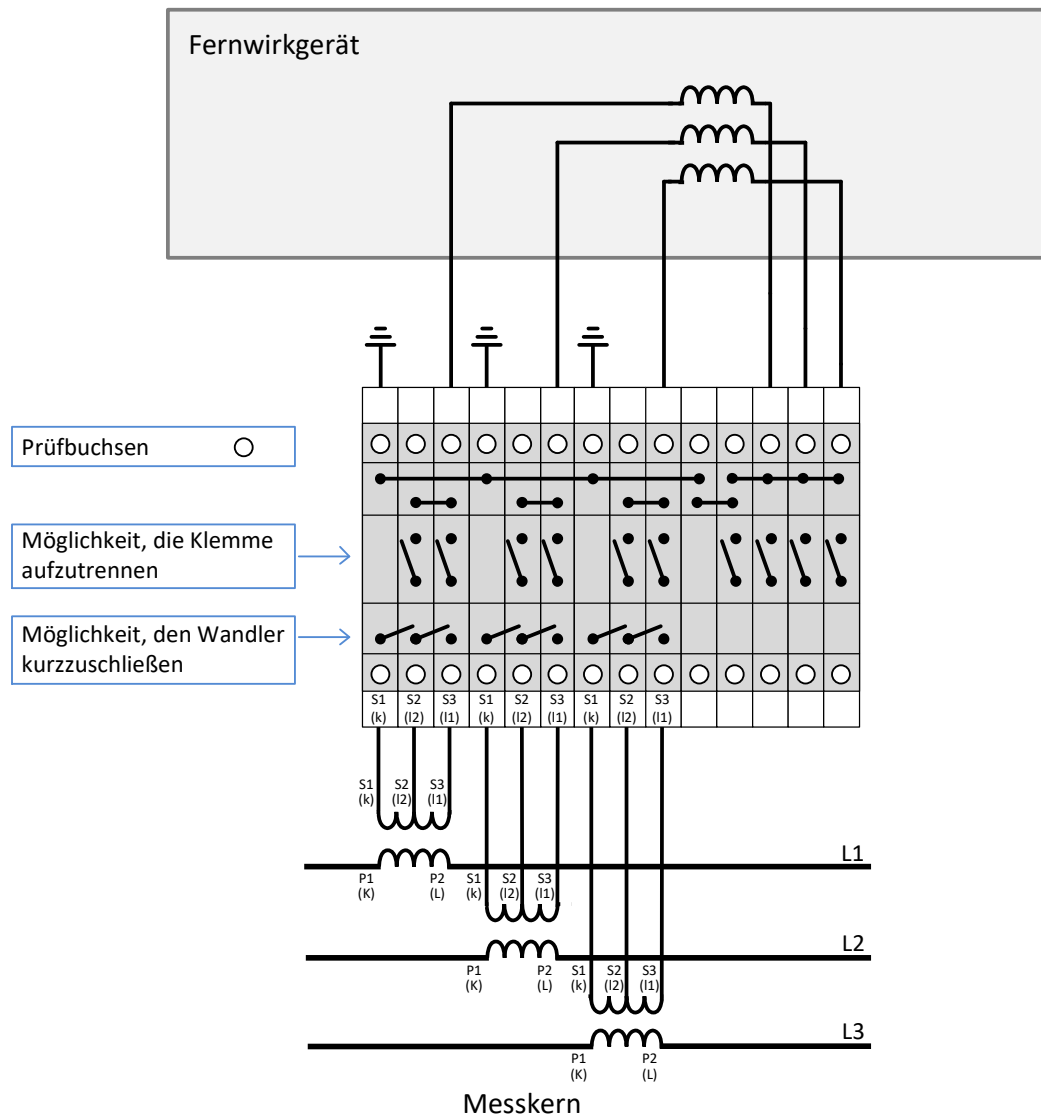 Fernwirkgerät
Prüfbuchsen
Möglichkeit, die Klemme
aufzutrennen
Möglichkeit, den Wandler
kurzzuschließen
S1 S2 S3 S1 S2 S3 S1 S2 S3
(k) (l2) (l1) (k) (l2) (l1) (k) (l2) (l1)
S1 S2 S3
(k) (l2) (l1)
L1
P1 P2 S1 S2 S3
(K) (L) (k) (l2) (l1)
L2
P1 P2 S1 S2 S3
(K) (L) (k) (l2) (l1)
L3
P1 P2
(K) (L)
Messkern